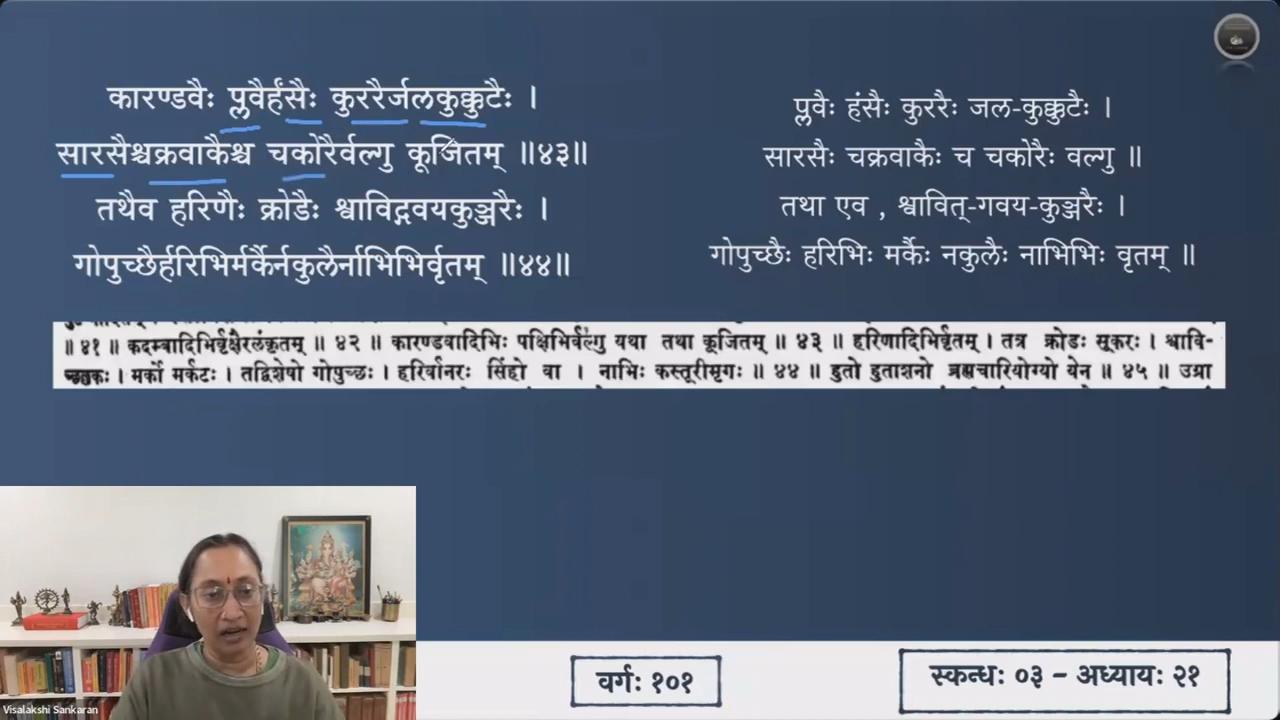 कारण्डवैः प्लवैर्हंसैः कुररैर्जलकुक्कुटैः ।
सारसैश्चक्रवाकैश्च चकोरैर्वल्गु कूजितम् ॥४३॥
तथैव हरिणैः क्रोडैः श्वाविद्गवयकुञ्जरैः ।
गोपुच्छैर्हरिभिर्मर्कैर्नकुलैर्नाभिभिर्वृतम् ॥४४॥
प्लवैः हंसैः कुररैः जल-कुक्कुटैः ।
सारसैः चक्रवाकैः च चकोरैः वल्गु ॥
तथा एव , श्वावित्-गवय-कुञ्जरैः ।
गोपुच्छैः हरिभिः मर्कैः नकुलैः नाभिभिः वृतम् ॥
॥ ४१ ॥ कदम्बादिभिर्वृक्षैरलंकृतम् ॥ ४२ ॥ कारण्डवादिभिः पक्षिभिर्वल्गु यथा तथा कूजितम् ॥ ४३ ॥ हरिणादिभिर्वृतम् । तत्र क्रोडः सूकरः । श्वावि-
च्छल्लकः । मर्को मर्कटः । तद्विशेषो गोपुच्छः । हरिर्वानरः सिंहो वा । नाभिः कस्तूरीमृगः ॥ ४४ ॥ हुतो हुताशनो ब्रह्मचारियोग्यो येन ॥ ४५ ॥ उग्रा
Visalakshi Sankaran
वर्गः १०१
स्कन्धः ०३ - अध्यायः २१